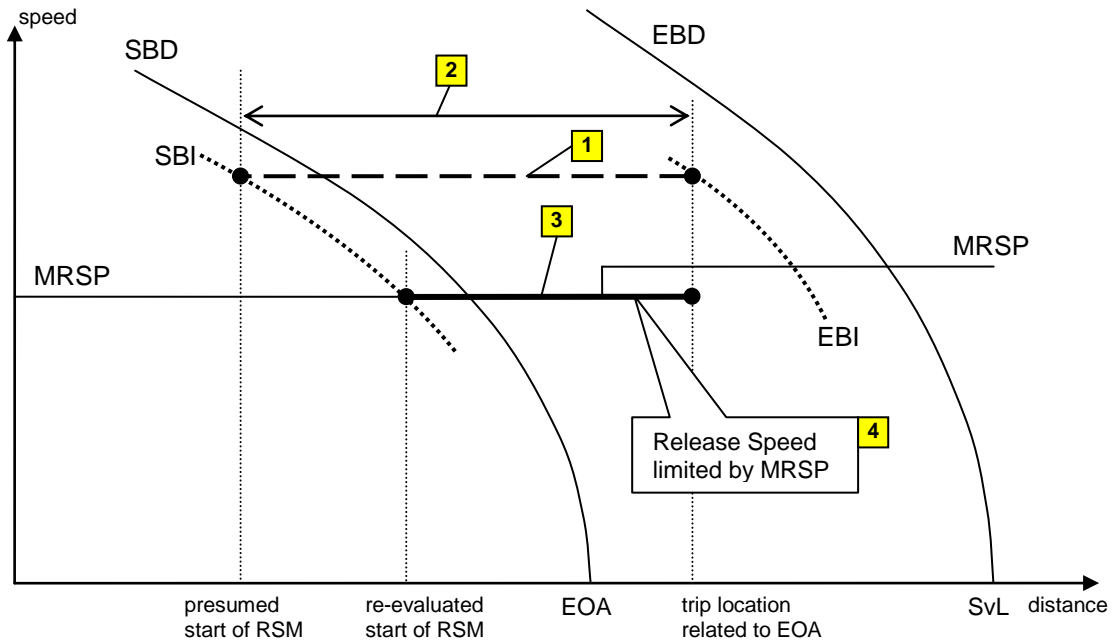 speed
SBD
EBD
2
SBI
1
3
MRSP
MRSP
EBI
Release Speed
limited by MRSP
4
presumed
start of RSM
re-evaluated
start of RSM
EOA
trip location
related to EOA
SvL
distance